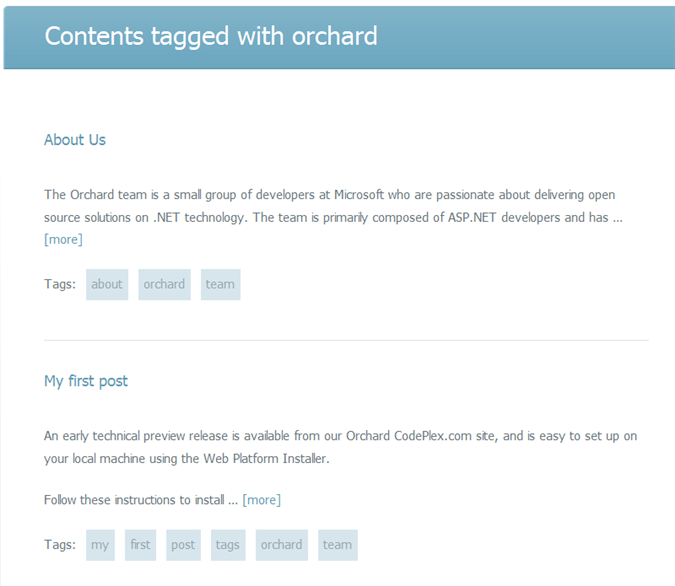 Contents tagged with orchard
About Us
The Orchard team is a small group of developers at Microsoft who are passionate about delivering open
source solutions on .NET technology. The team is primarily composed of ASP.NET developers and has ...
[more]
Tags: about orchard team
My first post
An early technical preview release is available from our Orchard CodePlex.com site, and is easy to set up on
your local machine using the Web Platform Installer.
Follow these instructions to install ... [more]
Tags: my first post tags orchard team